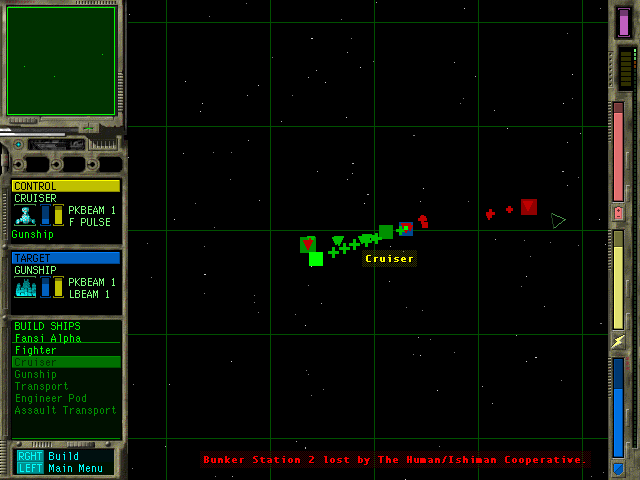 CONTROL
CRUISER
PKBEAM 1
F PULSE
Gunship
TARGET
GUNSHIP
PKBEAM 1
LBEAM 1
BUILD SHIPS
Fansi Alpha
Fighter
Cruiser
Gunship
Transport
Engineer Pod
Assault Transport
RGHT Build
LEFT Main Menu
Cruiser
Bunker Station 2 lost by The Human/Ishiman Cooperative.